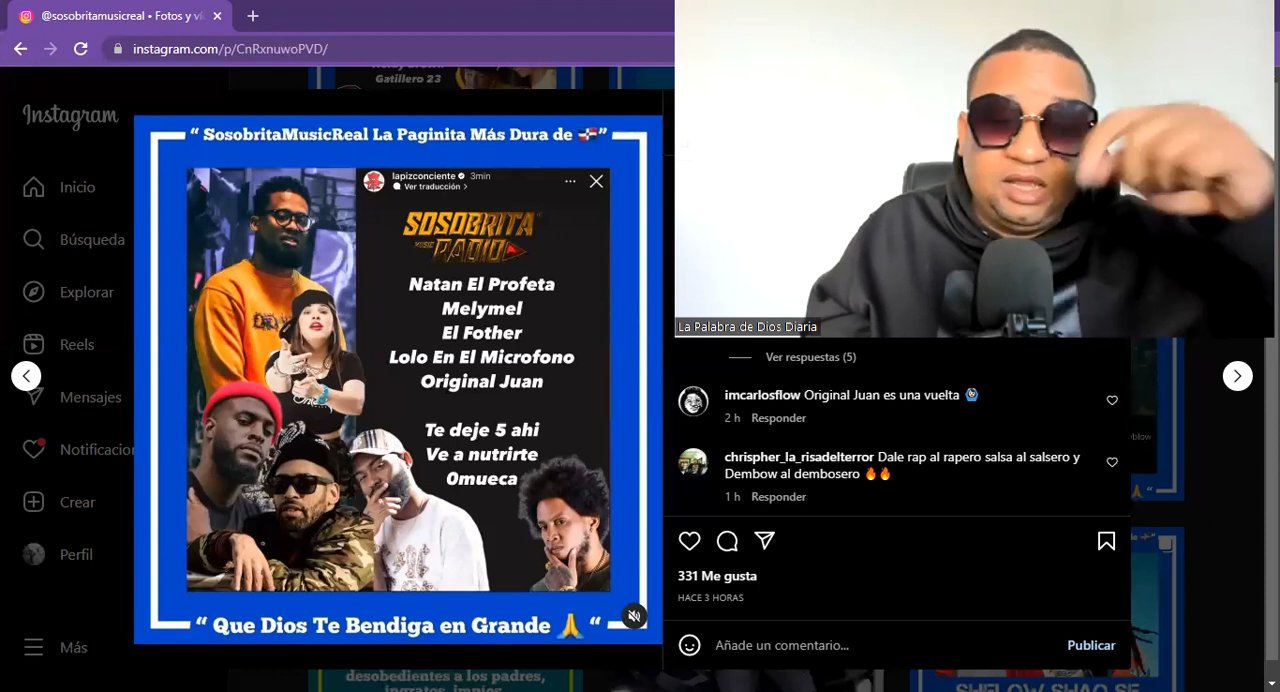 @sosobritamusicreal • Fotos y ví
instagram.com/p/CnRxnuwoPVD/
Gatillero 23
Instagram
Inicio
Búsqueda
Explorar
Reels
Mensajes
Notificacion
Crear
Perfil
Más
“ SosobritaMusicReal La Paginita Más Dura de 🇩🇴”
lapizconciente 3min
Ver traducción >
SOSOBRITA
MUSIC RADIO
Natan El Profeta
Melymel
El Fother
Lolo En El Microfono
Original Juan
Te deje 5 ahi
Ve a nutrirte
0mueca
“ Que Dios Te Bendiga en Grande 🙏 “
desobedientes a los padres,
ingratos, impíos
La Palabra de Dios Diaria
Ver respuestas (5)
imcarlosflow Original Juan es una vuelta 🙆‍♂️
2 h Responder
chrispher_la_risadelterror Dale rap al rapero salsa al salsero y
Dembow al dembosero 🔥🔥
1 h Responder
331 Me gusta
HACE 3 HORAS
Añade un comentario...
Publicar